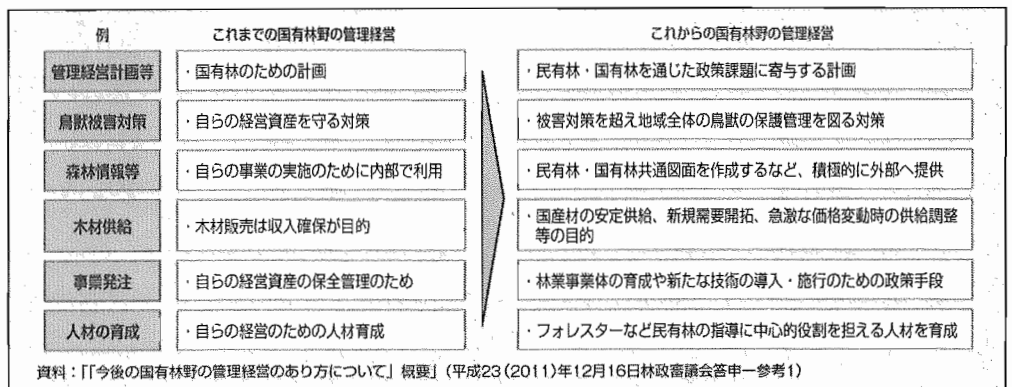 例 これまでの国有林野の管理経営 これからの国有林野の管理経営
管理経営計画等 ・国有林のための計画 ・民有林・国有林を通じた政策課題に寄与する計画
鳥獣被害対策 ・自らの経営資産を守る対策 ・被害対策を超え地域全体の鳥獣の保護管理を図る対策
森林情報等 ・自らの事業の実施のために内部で利用 ・民有林・国有林共通図面を作成するなど、積極的に外部へ提供
木材供給 ・木材販売は収入確保が目的 ・国産材の安定供給、新規需要開拓、急激な価格変動時の供給調整
等の目的
事業発注 ・自らの経営資産の保全管理のため ・林業事業体の育成や新たな技術の導入・施行のための政策手段
人材の育成 ・自らの経営のための人材育成 ・フォレスターなど民有林の指導に中心的役割を担える人材を育成
資料：「「今後の国有林野の管理経営のあり方について」概要」（平成23（2011）年12月16日林政審議会答申ー参考1）